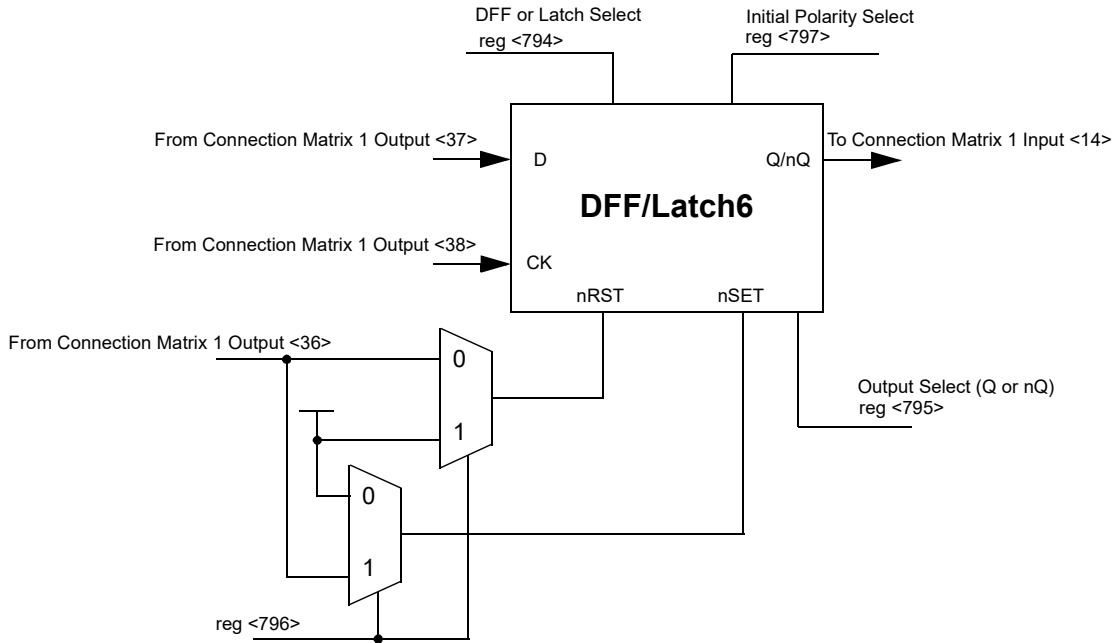 DFF or Latch Select
reg <794>
Initial Polarity Select
reg <797>
From Connection Matrix 1 Output <37>
D
Q/nQ
To Connection Matrix 1 Input <14>
DFF/Latch6
From Connection Matrix 1 Output <38>
CK
nRST
nSET
From Connection Matrix 1 Output <36>
0
1
Output Select (Q or nQ)
reg <795>
0
1
reg <796>